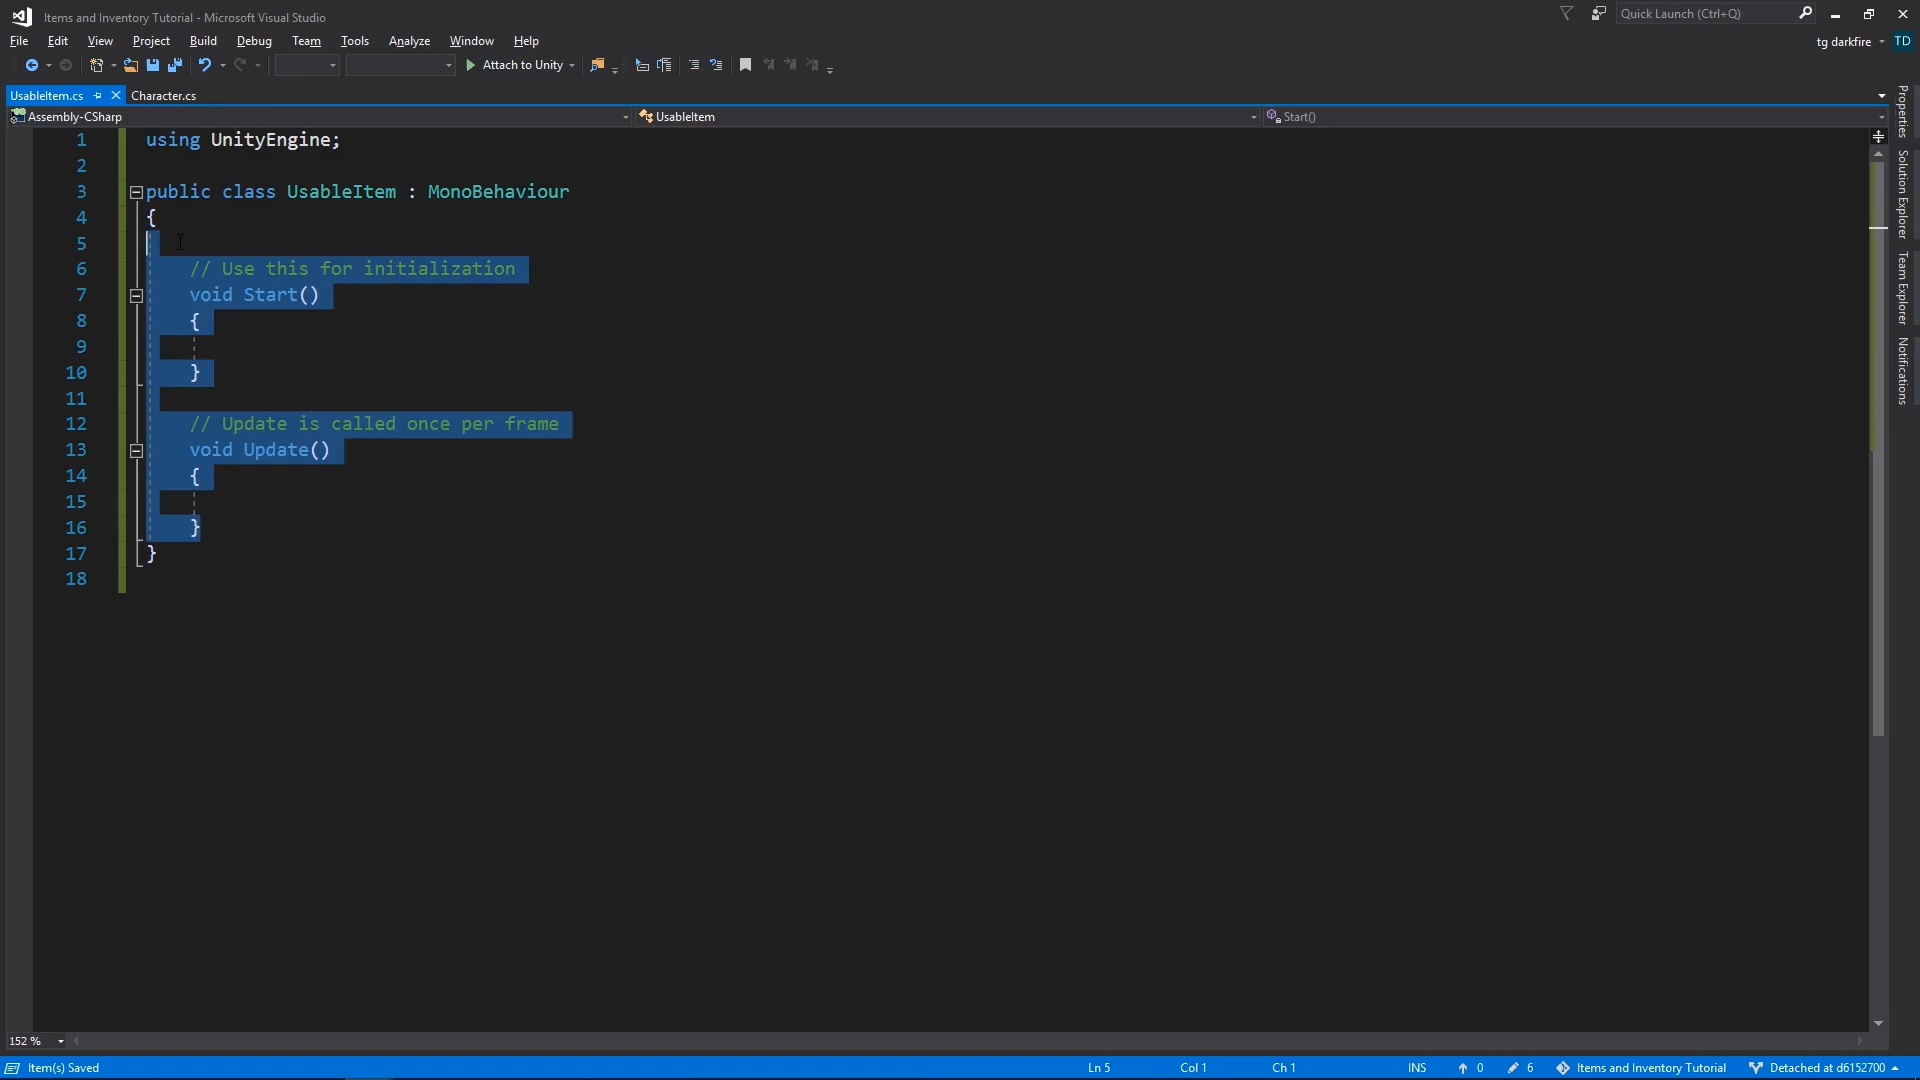 Items and Inventory Tutorial - Microsoft Visual Studio
Quick Launch (Ctrl+Q)
File Edit View Project Build Debug Team Tools Analyze Window Help
tg darkfire TD
Attach to Unity
UsableItem.cs Character.cs
Assembly-CSharp UsableItem Start()
1 using UnityEngine;
2
3 public class UsableItem : MonoBehaviour
4 {
5
6 // Use this for initialization
7 void Start()
8 {
9
10 }
11
12 // Update is called once per frame
13 void Update()
14 {
15
16 }
17 }
18
Properties
Solution Explorer
Team Explorer
Notifications
152 %
Item(s) Saved Ln 5 Col 1 Ch 1 INS 0 6 Items and Inventory Tutorial Detached at d6152700